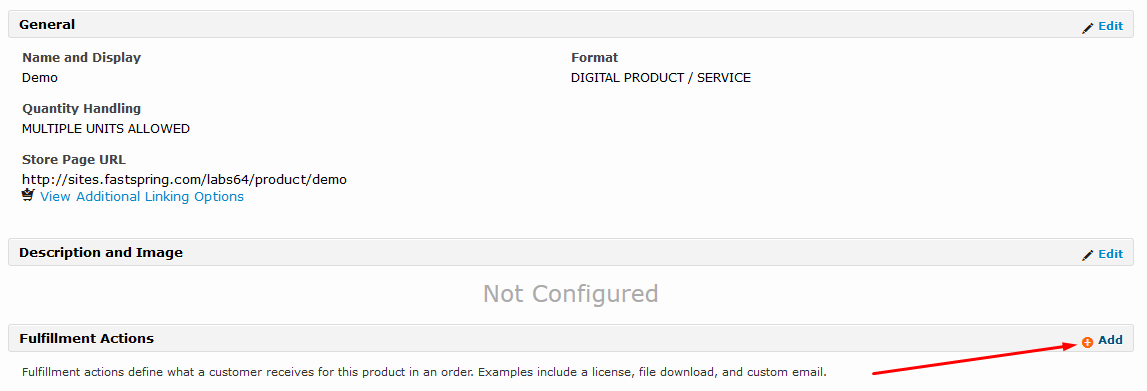 General
Edit
Name and Display
Format
Demo
DIGITAL PRODUCT / SERVICE
Quantity Handling
MULTIPLE UNITS ALLOWED
Store Page URL
http://sites.fastspring.com/labs64/product/demo
View Additional Linking Options
Description and Image
Edit
Not Configured
Fulfillment Actions
Add
Fulfillment actions define what a customer receives for this product in an order. Examples include a license, file download, and custom email.